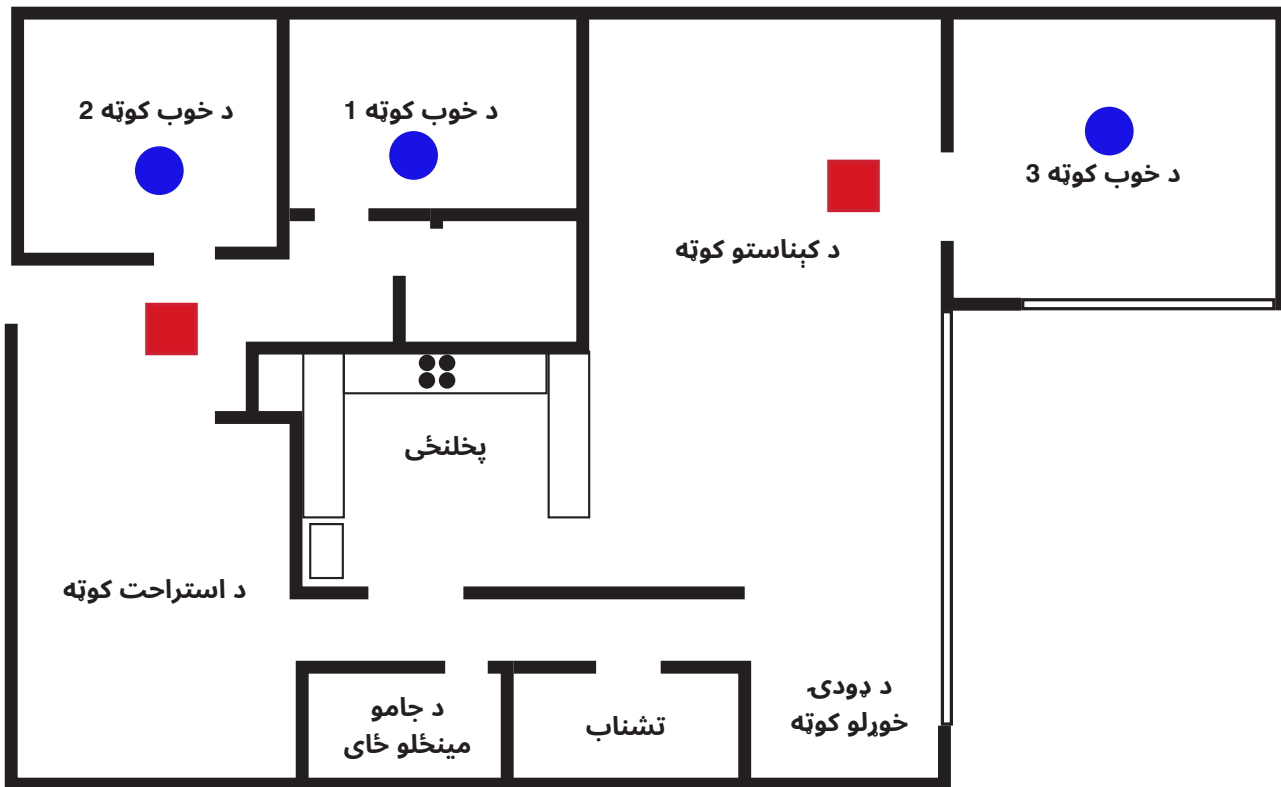 د خوب کوټه 2
د خوب کوټه 1
د خوب کوټه 3
د کېناستو کوټه
پخلنځی
د استراحت کوټه
د جامو
مینځلو ځای
تشناب
د ډوډۍ
خوړلو کوټه